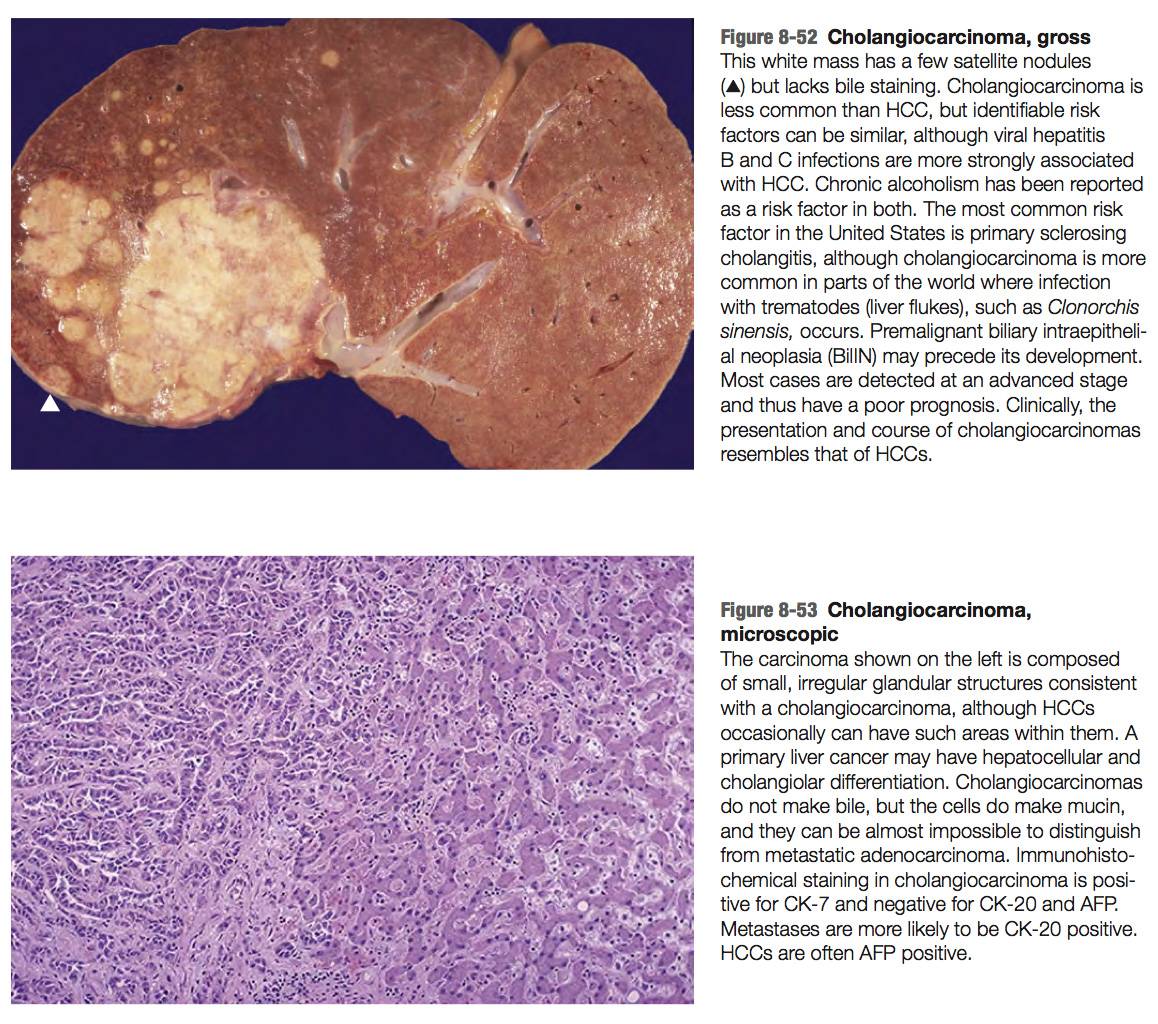 Figure 8-52 Cholangiocarcinoma, gross
This white mass has a few satellite nodules
(▲) but lacks bile staining. Cholangiocarcinoma is
less common than HCC, but identifiable risk
factors can be similar, although viral hepatitis
B and C infections are more strongly associated
with HCC. Chronic alcoholism has been reported
as a risk factor in both. The most common risk
factor in the United States is primary sclerosing
cholangitis, although cholangiocarcinoma is more
common in parts of the world where infection
with trematodes (liver flukes), such as Clonorchis
sinensis, occurs. Premalignant biliary intraepitheli-
al neoplasia (BilIN) may precede its development.
Most cases are detected at an advanced stage
and thus have a poor prognosis. Clinically, the
presentation and course of cholangiocarcinomas
resembles that of HCCs.
Figure 8-53 Cholangiocarcinoma,
microscopic
The carcinoma shown on the left is composed
of small, irregular glandular structures consistent
with a cholangiocarcinoma, although HCCs
occasionally can have such areas within them. A
primary liver cancer may have hepatocellular and
cholangiolar differentiation. Cholangiocarcinomas
do not make bile, but the cells do make mucin,
and they can be almost impossible to distinguish
from metastatic adenocarcinoma. Immunohisto-
chemical staining in cholangiocarcinoma is posi-
tive for CK-7 and negative for CK-20 and AFP.
Metastases are more likely to be CK-20 positive.
HCCs are often AFP positive.